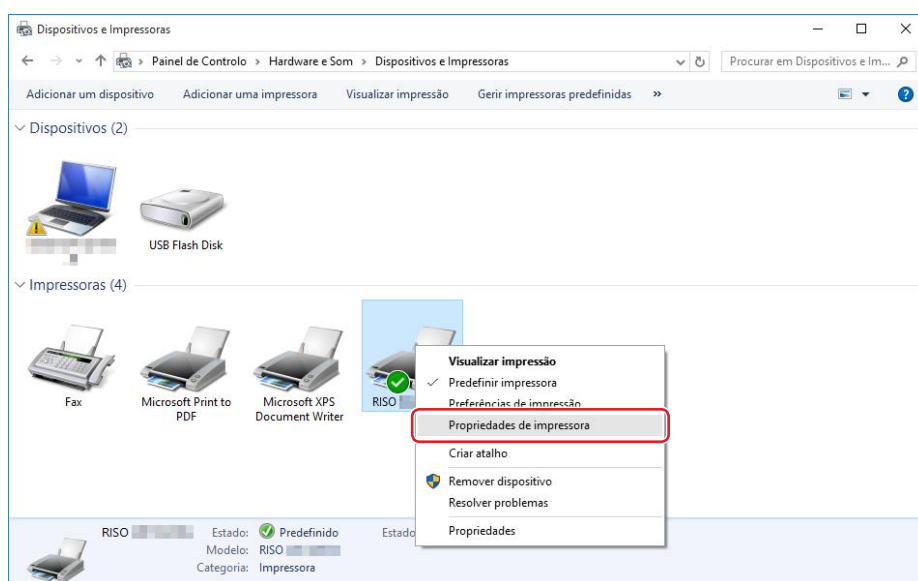 Dispositivos e Impressoras
Painel de Controlo > Hardware e Som > Dispositivos e Impressoras
Procurar em Dispositivos e Im...
Adicionar um dispositivo Adicionar uma impressora Visualizar impressão Gerir impressoras predefinidas »
Dispositivos (2)
USB Flash Disk
Impressoras (4)
Fax
Microsoft Print to
PDF
Microsoft XPS
Document Writer
RISO
Visualizar impressão
Predefinir impressora
Preferências de impressão
Propriedades de impressora
Criar atalho
Remover dispositivo
Resolver problemas
Propriedades
RISO Estado: Predefinido Estado
Modelo: RISO
Categoria: Impressora